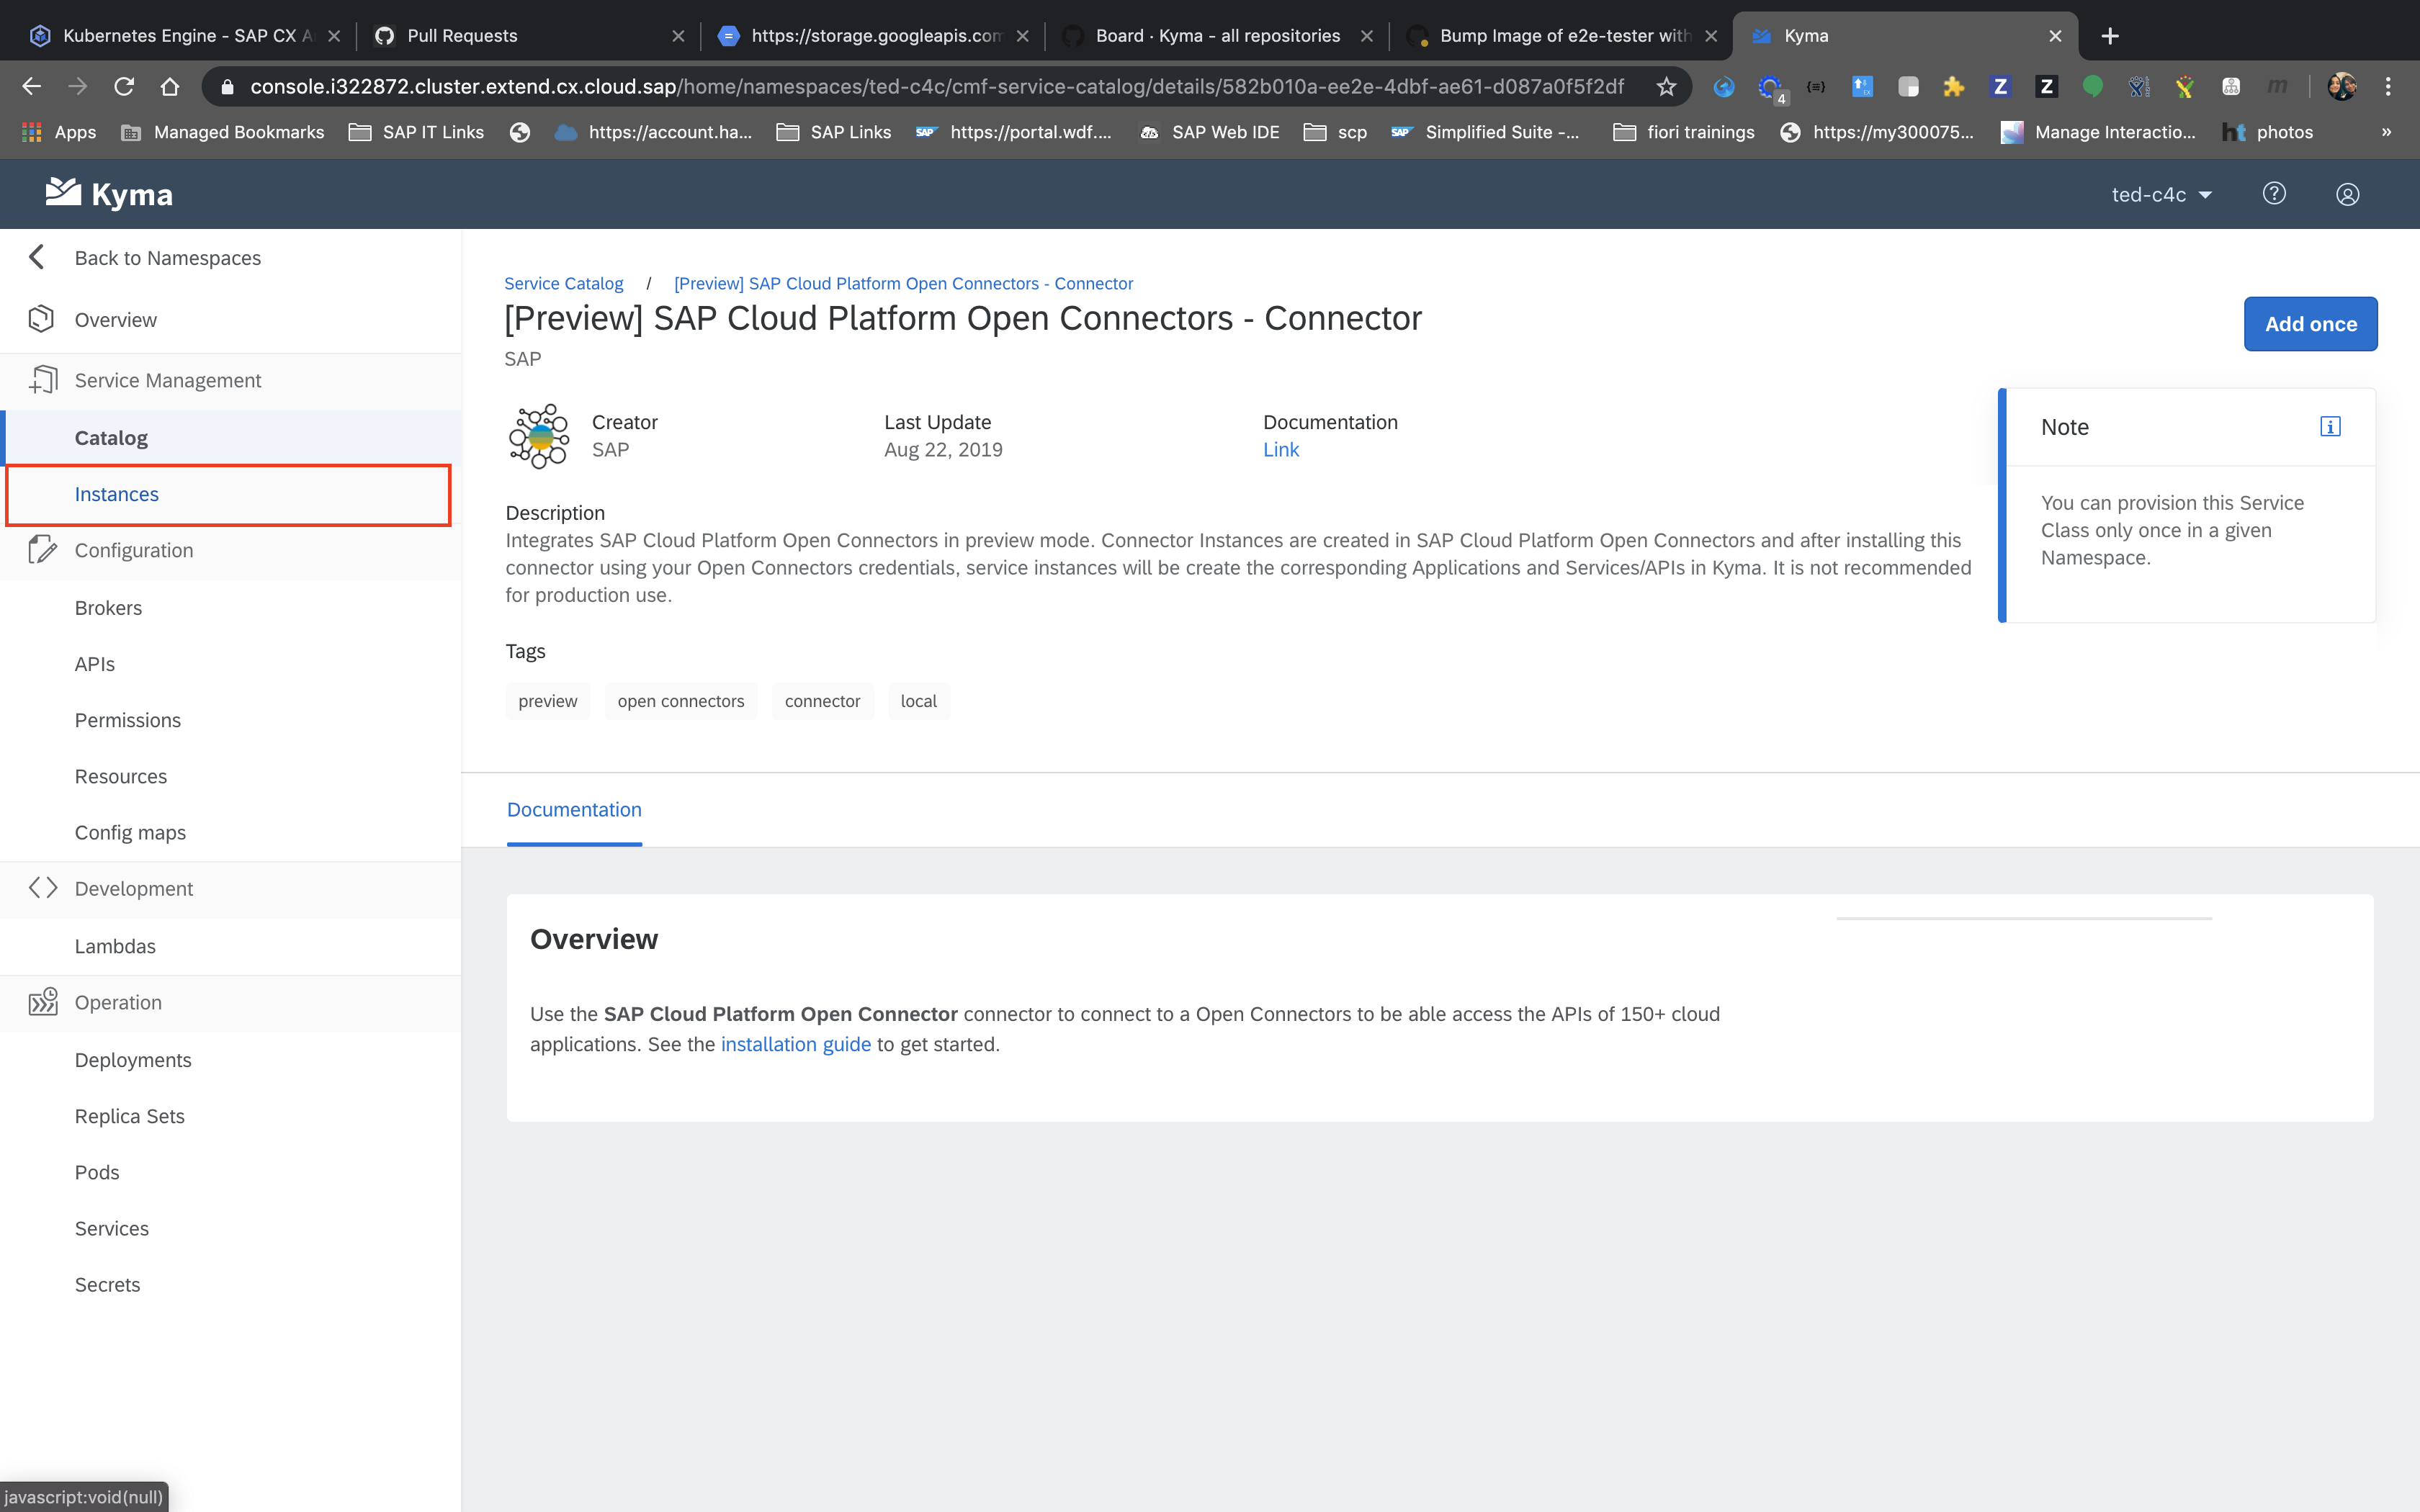 Kubernetes Engine - SAP CX A
Pull Requests
https://storage.googleapis.com
Board · Kyma - all repositories
Bump Image of e2e-tester with
Kyma
console.i322872.cluster.extend.cx.cloud.sap/home/namespaces/ted-c4c/cmf-service-catalog/details/582b010a-ee2e-4dbf-ae61-d087a0f5f2df
4
Apps
Managed Bookmarks
SAP IT Links
https://account.ha...
SAP Links
SAP
https://portal.wdf....
SAP Web IDE
scp
SAP
Simplified Suite -...
fiori trainings
https://my300075...
Manage Interactio...
ht
photos
»
Kyma
ted-c4c
Back to Namespaces
Overview
Service Management
Catalog
Instances
Configuration
Brokers
APIs
Permissions
Resources
Config maps
Development
Lambdas
Operation
Deployments
Replica Sets
Pods
Services
Secrets
Service Catalog / [Preview] SAP Cloud Platform Open Connectors - Connector
[Preview] SAP Cloud Platform Open Connectors - Connector
Add once
SAP
Creator
SAP
Last Update
Aug 22, 2019
Documentation
Link
Note
You can provision this Service
Class only once in a given
Namespace.
Description
Integrates SAP Cloud Platform Open Connectors in preview mode. Connector Instances are created in SAP Cloud Platform Open Connectors and after installing this
connector using your Open Connectors credentials, service instances will be create the corresponding Applications and Services/APIs in Kyma. It is not recommended
for production use.
Tags
preview
open connectors
connector
local
Documentation
Overview
Use the SAP Cloud Platform Open Connector connector to connect to a Open Connectors to be able access the APIs of 150+ cloud
applications. See the installation guide to get started.
javascript:void(null)